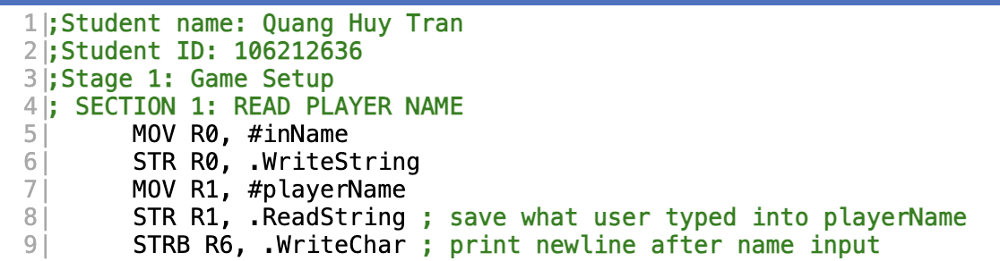 1|;Student name: Quang Huy Tran
2|;Student ID: 106212636
3|;Stage 1: Game Setup
4|; SECTION 1: READ PLAYER NAME
5|      MOV R0, #inName
6|      STR R0, .WriteString
7|      MOV R1, #playerName
8|      STR R1, .ReadString ; save what user typed into playerName
9|      STRB R6, .WriteChar ; print newline after name input